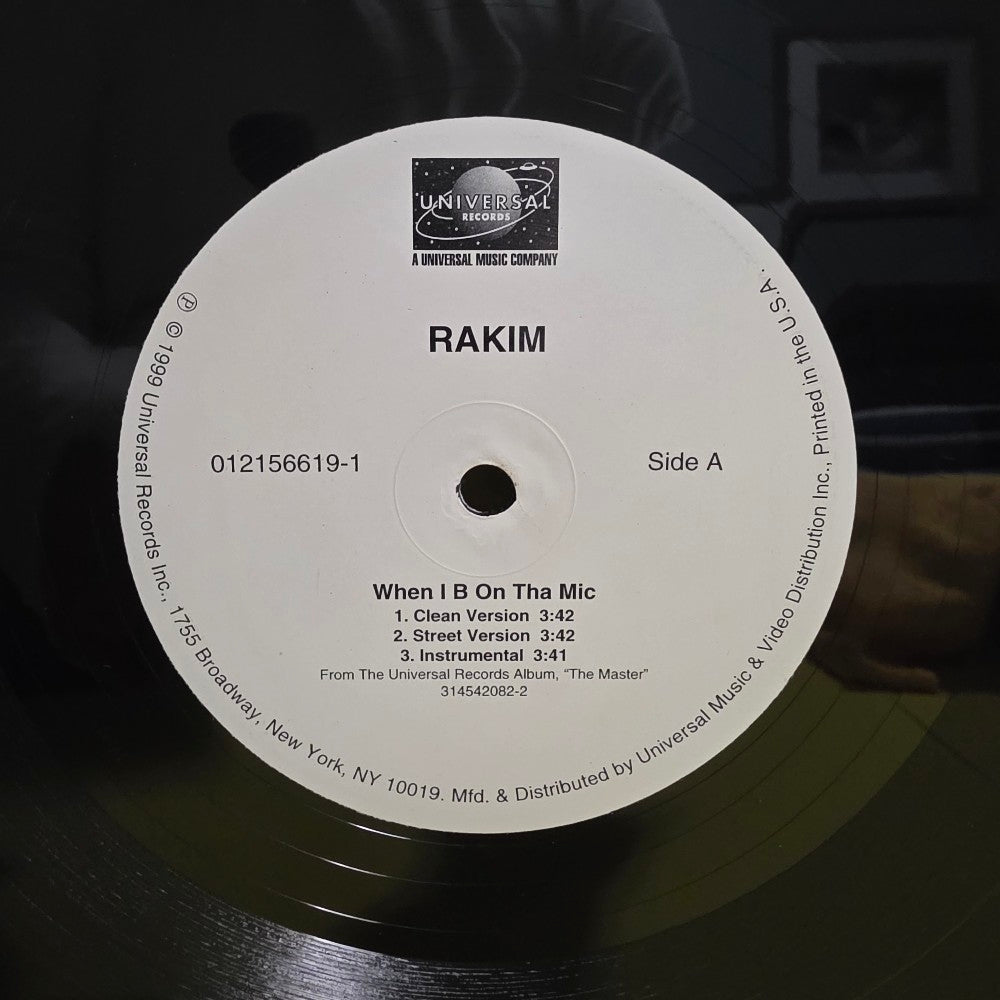 UNIVERSAL
RECORDS
A UNIVERSAL MUSIC COMPANY
RAKIM
012156619-1
Side A
When I B On Tha Mic
1. Clean Version 3:42
2. Street Version 3:42
3. Instrumental 3:41
From The Universal Records Album, “The Master”
314542082-2
℗ © 1999 Universal Records Inc., 1755 Broadway, New York, NY 10019. Mfd. & Distributed by Universal Music & Video Distribution Inc., Printed in the U.S.A.